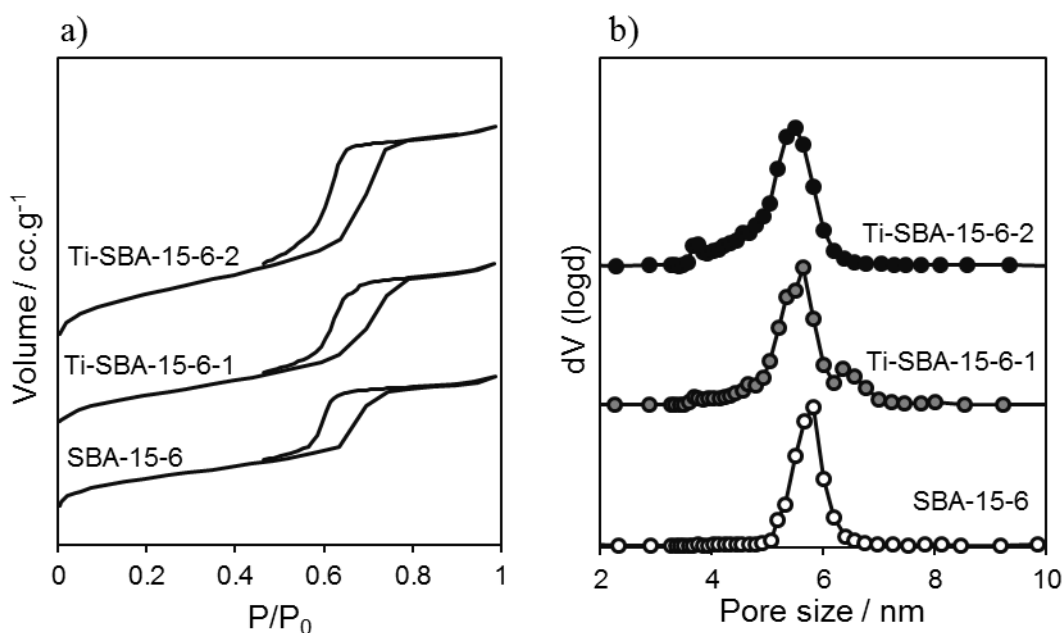 a)
Volume / cc.g⁻¹
Ti-SBA-15-6-2
Ti-SBA-15-6-1
SBA-15-6
0 0.2 0.4 0.6 0.8 1
P/P₀
b)
dV (logd)
Ti-SBA-15-6-2
Ti-SBA-15-6-1
SBA-15-6
2 4 6 8 10
Pore size / nm